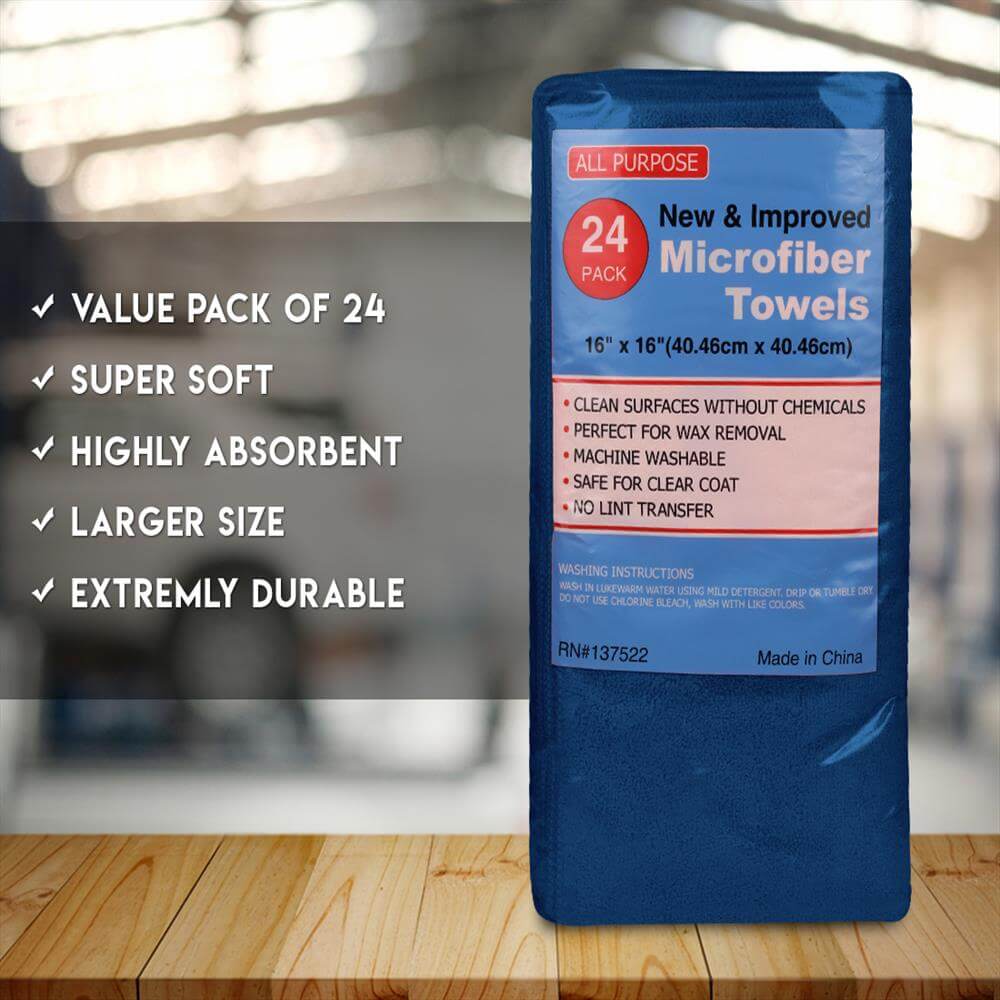 ✓ VALUE PACK OF 24
✓ SUPER SOFT
✓ HIGHLY ABSORBENT
✓ LARGER SIZE
✓ EXTREMLY DURABLE
ALL PURPOSE
24
PACK
New & Improved
Microfiber
Towels
16" x 16"(40.46cm x 40.46cm)
• CLEAN SURFACES WITHOUT CHEMICALS
• PERFECT FOR WAX REMOVAL
• MACHINE WASHABLE
• SAFE FOR CLEAR COAT
• NO LINT TRANSFER
WASHING INSTRUCTIONS
WASH IN LUKEWARM WATER USING MILD DETERGENT. DRIP OR TUMBLE DRY
DO NOT USE CHLORINE BLEACH, WASH WITH LIKE COLORS.
RN#137522
Made in China